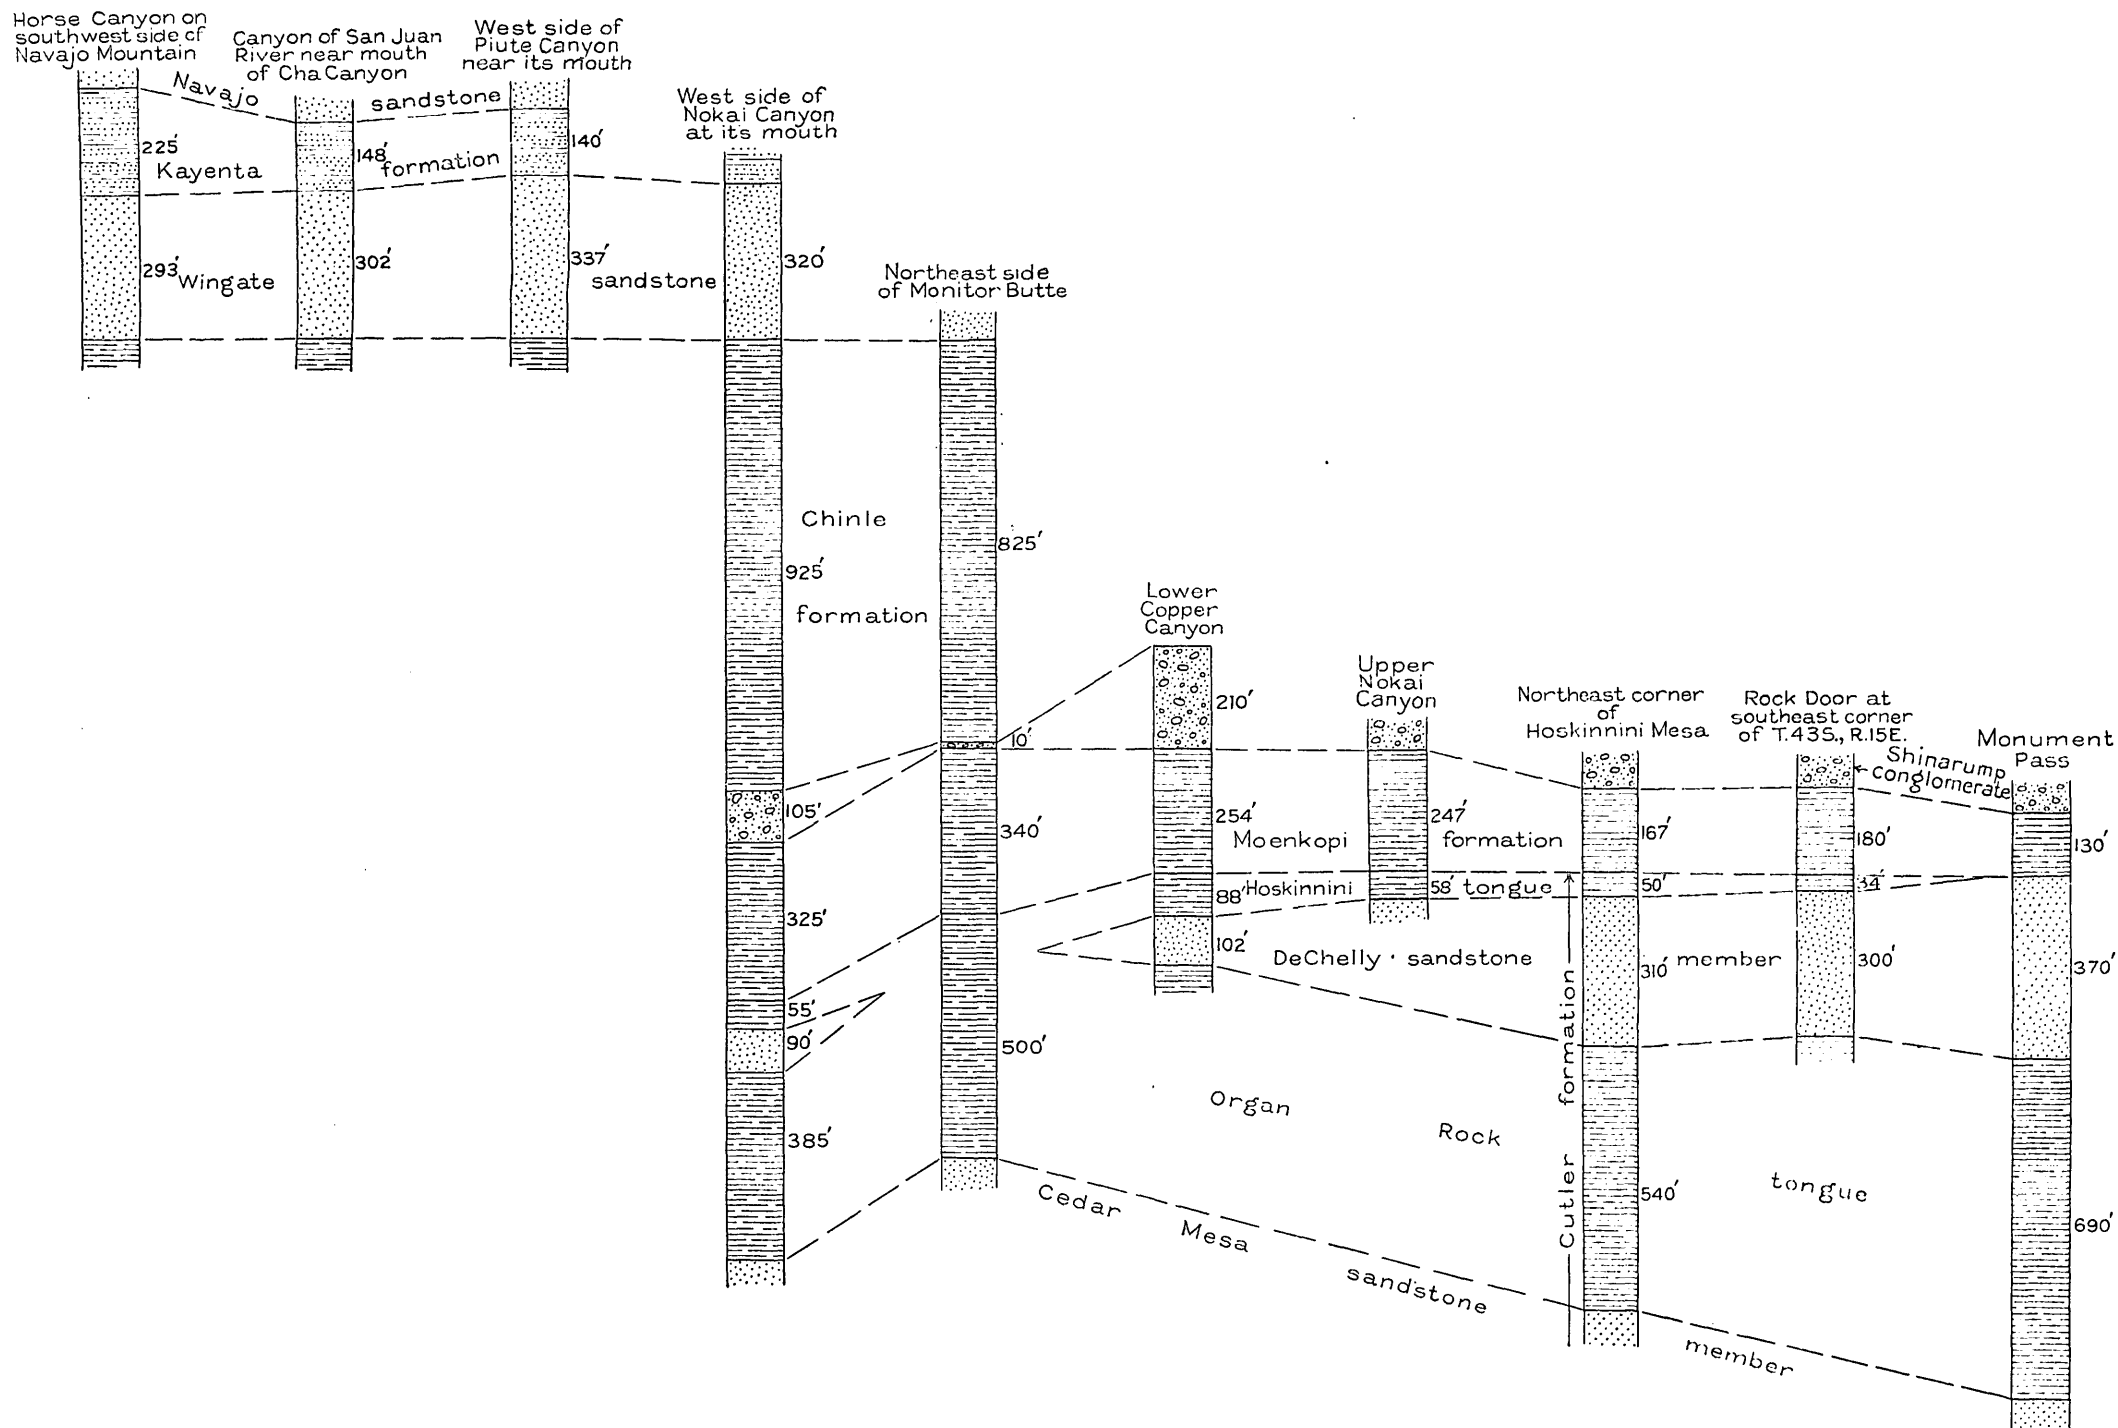 Horse Canyon on
southwest side of
Navajo Mountain
Canyon of San Juan
River near mouth
of Cha Canyon
West side of
Piute Canyon
near its mouth
West side of
Nokai Canyon
at its mouth
Northeast side
of Monitor Butte
Lower
Copper
Canyon
Upper
Nokai
Canyon
Northeast corner
of
Hoskinnini Mesa
Rock Door at
southeast corner
of T.43S., R.15E.
Monument
Pass
Navajo sandstone
225'
148'
140'
Kayenta formation
293'
302'
337'
320'
Wingate sandstone
Chinle
formation
925'
825'
Shinarump
conglomerate
105'
10'
210'
325'
340'
254'
247'
167'
180'
130'
Moenkopi formation
55'
88'
58'
50'
34'
Hoskinnini tongue
90'
102'
310'
300'
370'
DeChelly sandstone member
385'
500'
540'
690'
Organ Rock tongue
Cutler formation
Cedar Mesa sandstone member